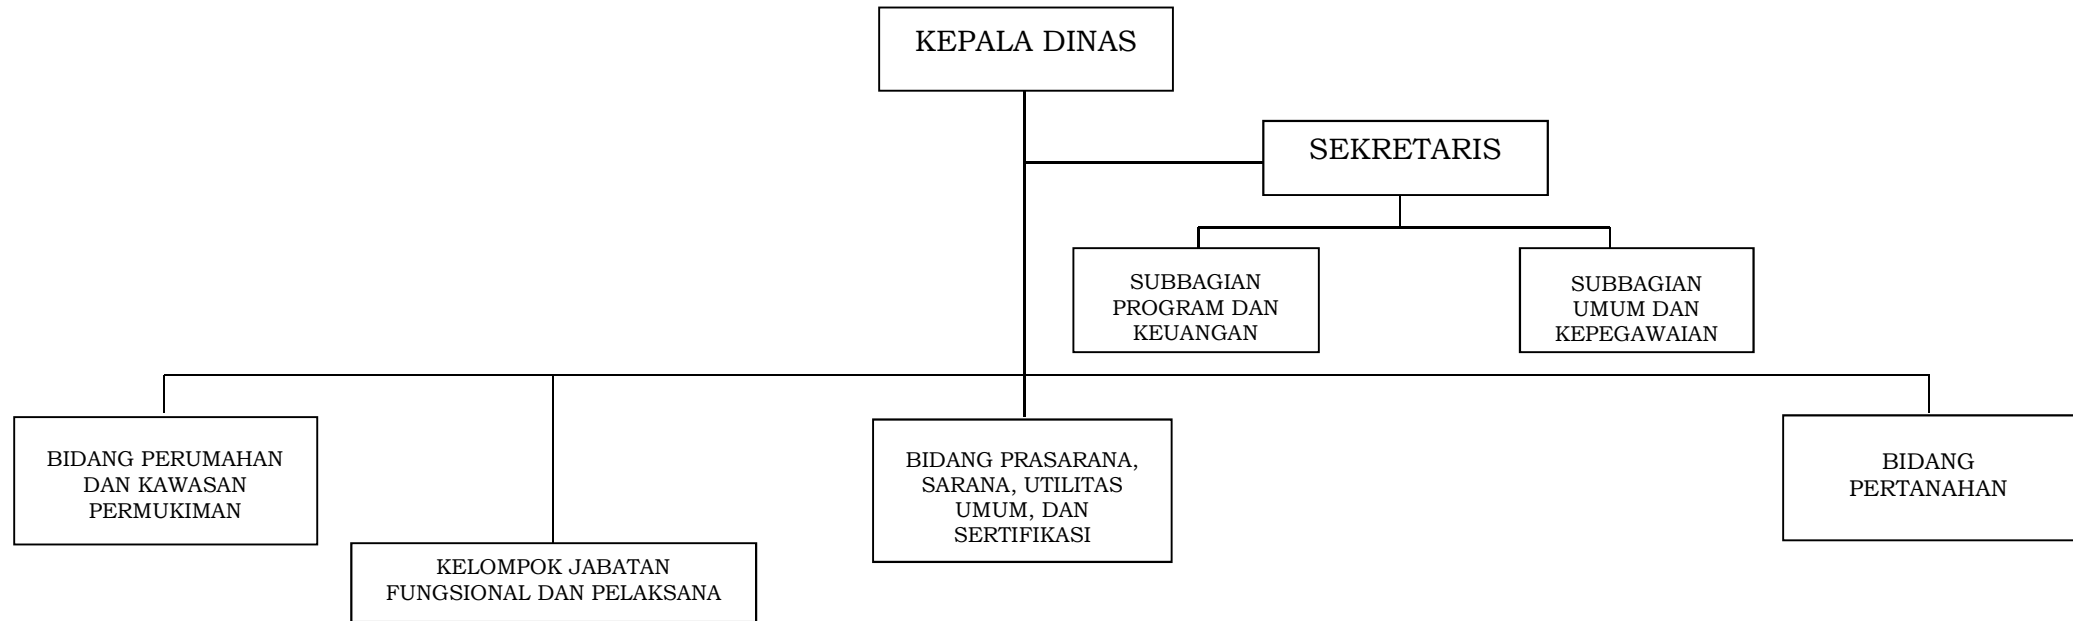 KEPALA DINAS
SEKRETARIS
SUBBAGIAN
PROGRAM DAN
KEUANGAN
SUBBAGIAN
UMUM DAN
KEPEGAWAIAN
BIDANG PERUMAHAN
DAN KAWASAN
PERMUKIMAN
KELOMPOK JABATAN
FUNGSIONAL DAN PELAKSANA
BIDANG PRASARANA,
SARANA, UTILITAS
UMUM, DAN
SERTIFIKASI
BIDANG
PERTANAHAN